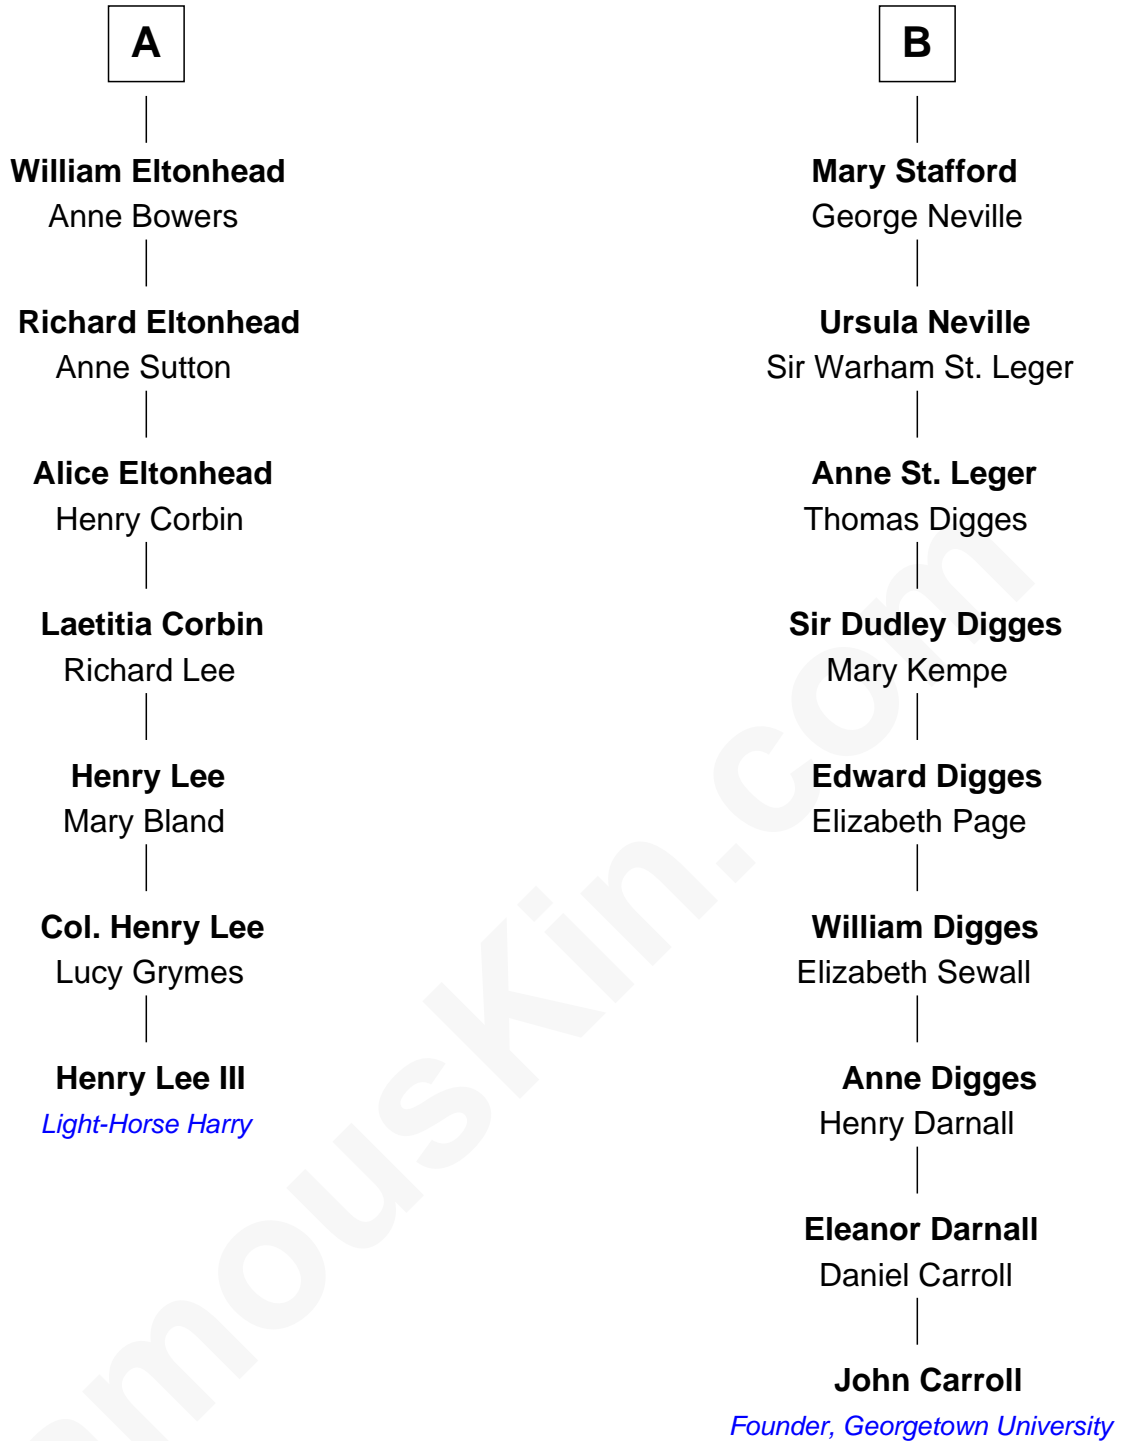 A
William Eltonhead
Anne Bowers
Richard Eltonhead
Anne Sutton
Alice Eltonhead
Henry Corbin
Laetitia Corbin
Richard Lee
Henry Lee
Mary Bland
Col. Henry Lee
Lucy Grymes
Henry Lee III
Light-Horse Harry
B
Mary Stafford
George Neville
Ursula Neville
Sir Warham St. Leger
Anne St. Leger
Thomas Digges
Sir Dudley Digges
Mary Kempe
Edward Digges
Elizabeth Page
William Digges
Elizabeth Sewall
Anne Digges
Henry Darnall
Eleanor Darnall
Daniel Carroll
John Carroll
Founder, Georgetown University
amouskin.com